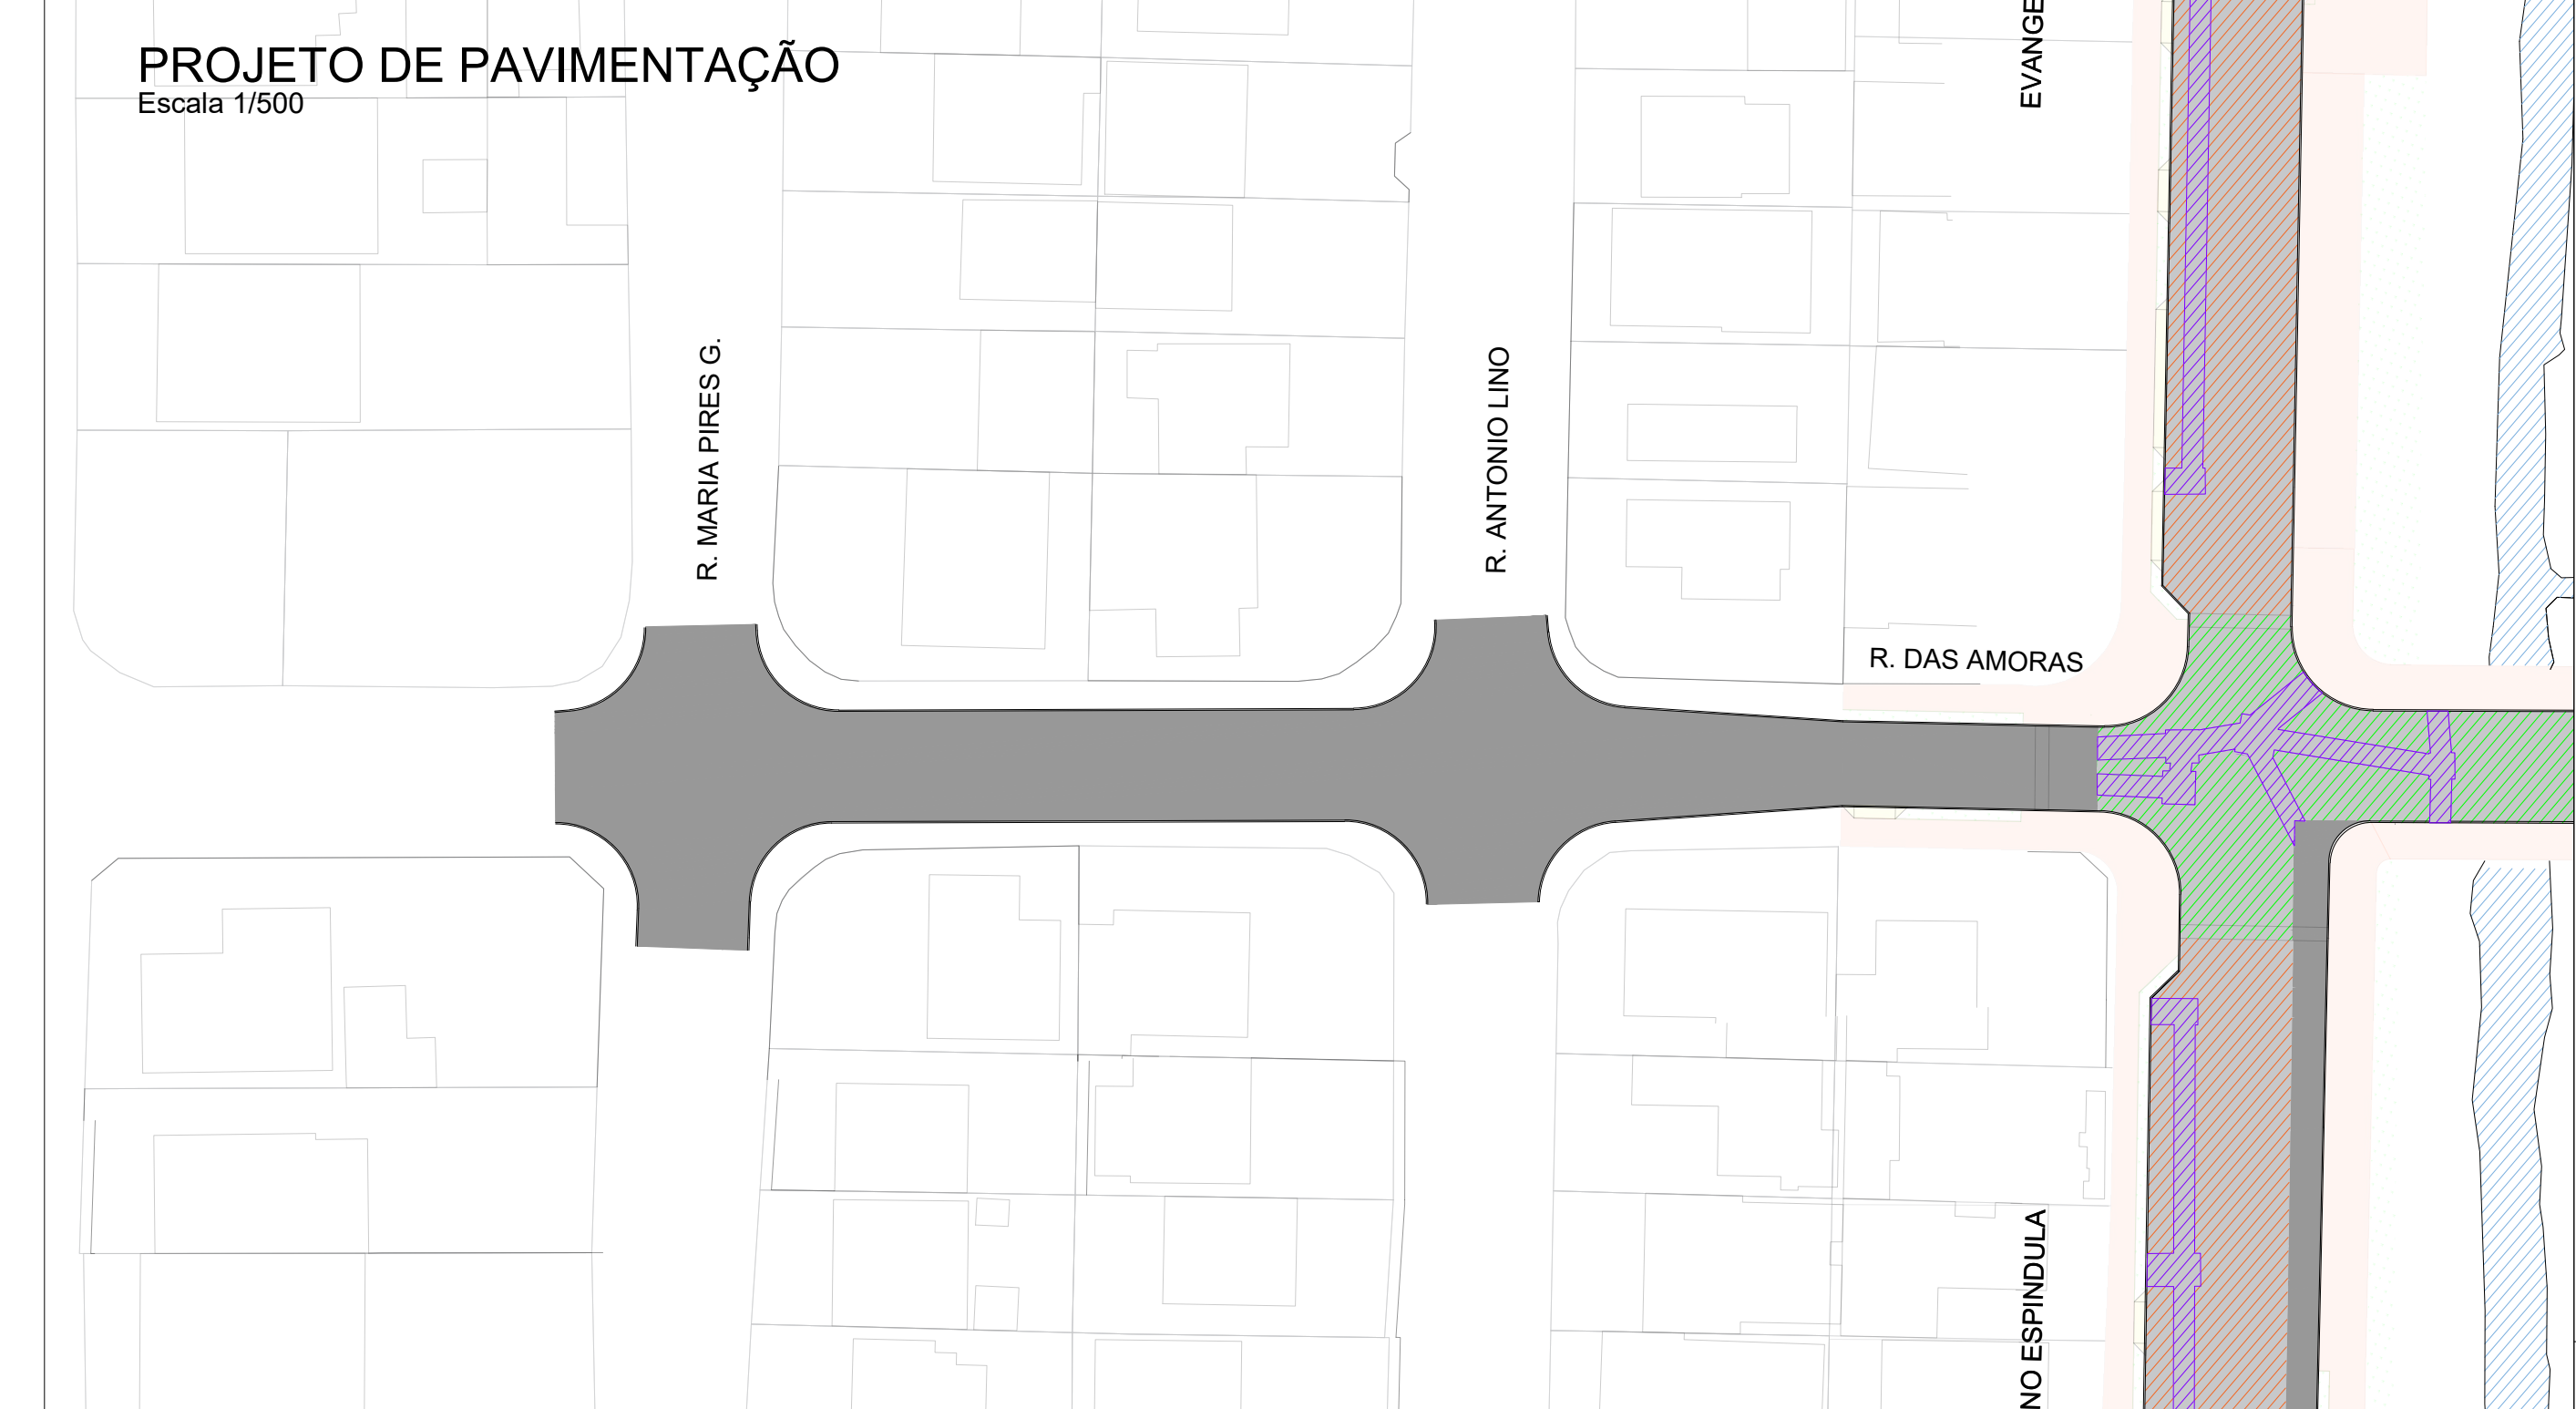 PROJETO DE PAVIMENTAÇÃO
Escala 1/500
EVANGE
R. MARIA PIRES G.
R. ANTONIO LINO
R. DAS AMORAS
NO ESPINDULA